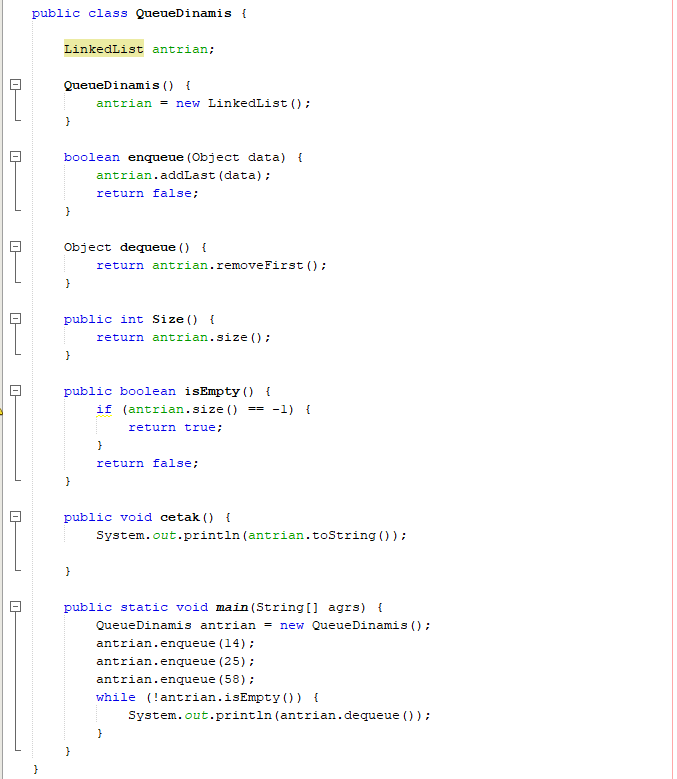 public class QueueDinamis {
LinkedList antrian;
QueueDinamis() {
antrian = new LinkedList();
}
boolean enqueue(Object data) {
antrian.addLast(data);
return false;
}
Object dequeue() {
return antrian.removeFirst();
}
public int Size() {
return antrian.size();
}
public boolean isEmpty() {
if (antrian.size() == -1) {
return true;
}
return false;
}
public void cetak() {
System.out.println(antrian.toString());
}
public static void main(String[] agrs) {
QueueDinamis antrian = new QueueDinamis();
antrian.enqueue(14);
antrian.enqueue(25);
antrian.enqueue(58);
while (!antrian.isEmpty()) {
System.out.println(antrian.dequeue());
}
}
}